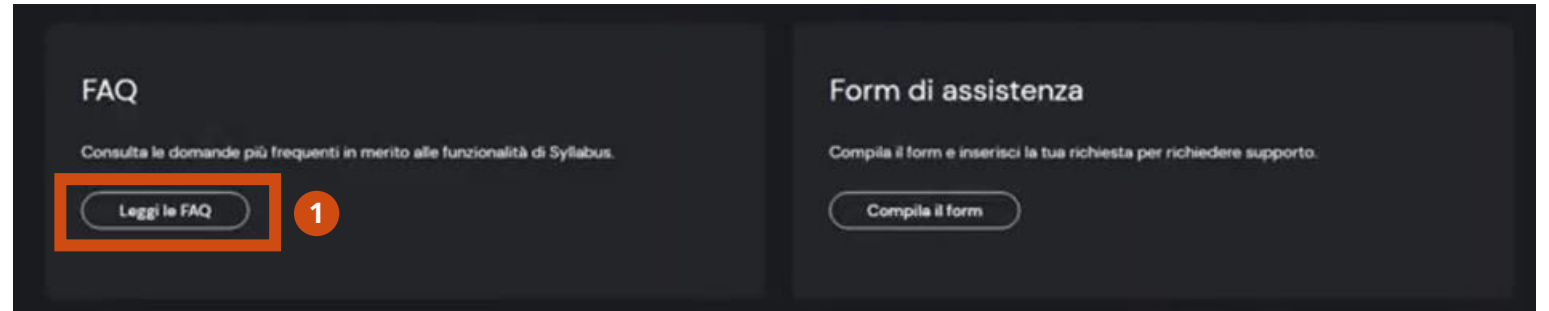 FAQ
Consulta le domande più frequenti in merito alle funzionalità di Syllabus.
Leggi le FAQ
1
Form di assistenza
Compila il form e inserisci la tua richiesta per richiedere supporto.
Compila il form